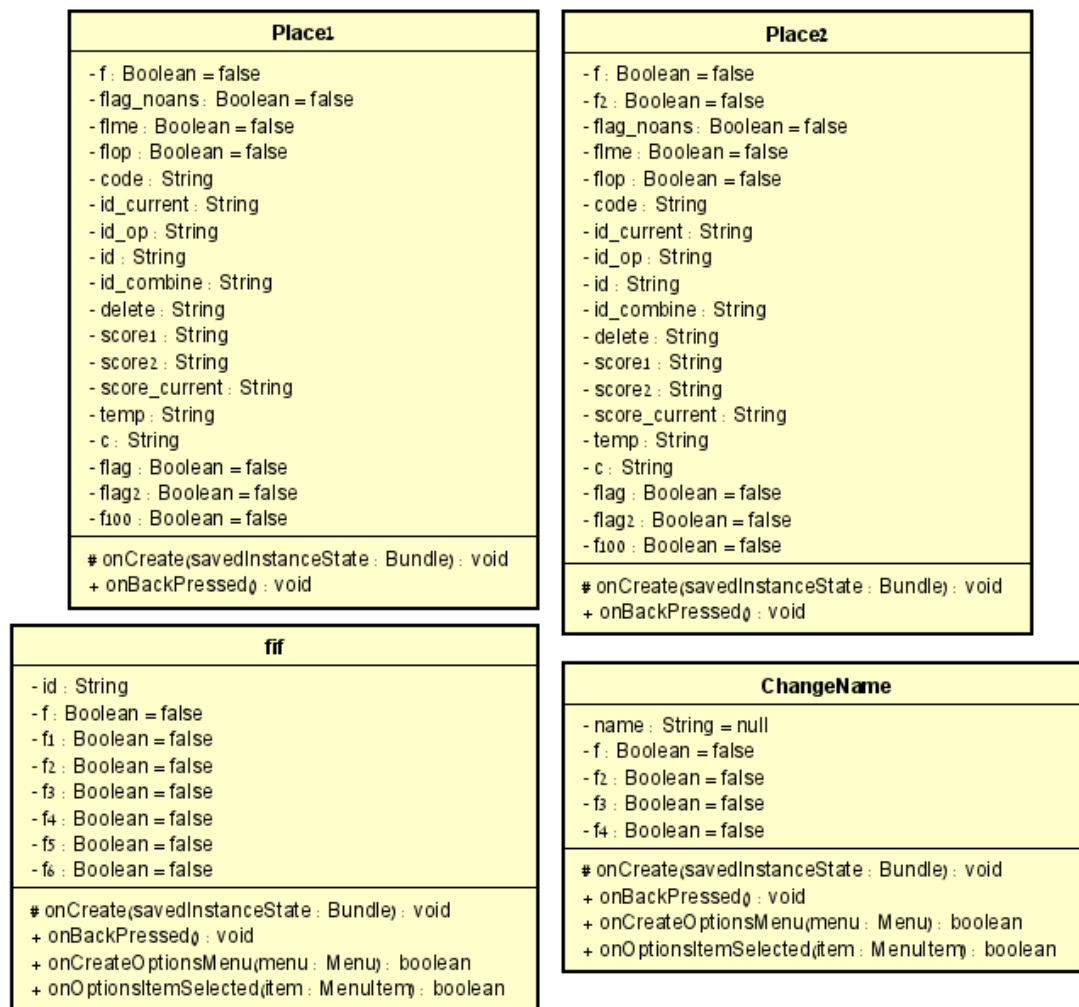 Place1
- f : Boolean = false
- flag_noans : Boolean = false
- flme : Boolean = false
- flop : Boolean = false
- code : String
- id_current : String
- id_op : String
- id : String
- id_combine : String
- delete : String
- score1 : String
- score2 : String
- score_current : String
- temp : String
- c : String
- flag : Boolean = false
- flag2 : Boolean = false
- f100 : Boolean = false
# onCreate(savedInstanceState : Bundle) : void
+ onBackPressed() : void
Place2
- f : Boolean = false
- f2 : Boolean = false
- flag_noans : Boolean = false
- flme : Boolean = false
- flop : Boolean = false
- code : String
- id_current : String
- id_op : String
- id : String
- id_combine : String
- delete : String
- score1 : String
- score2 : String
- score_current : String
- temp : String
- c : String
- flag : Boolean = false
- flag2 : Boolean = false
- f100 : Boolean = false
# onCreate(savedInstanceState : Bundle) : void
+ onBackPressed() : void
fif
- id : String
- f : Boolean = false
- f1 : Boolean = false
- f2 : Boolean = false
- f3 : Boolean = false
- f4 : Boolean = false
- f5 : Boolean = false
- f6 : Boolean = false
# onCreate(savedInstanceState : Bundle) : void
+ onBackPressed() : void
+ onCreateOptionsMenu(menu : Menu) : boolean
+ onOptionsItemSelected(item : MenuItem) : boolean
ChangeName
- name : String = null
- f : Boolean = false
- f2 : Boolean = false
- f3 : Boolean = false
- f4 : Boolean = false
# onCreate(savedInstanceState : Bundle) : void
+ onBackPressed() : void
+ onCreateOptionsMenu(menu : Menu) : boolean
+ onOptionsItemSelected(item : MenuItem) : boolean